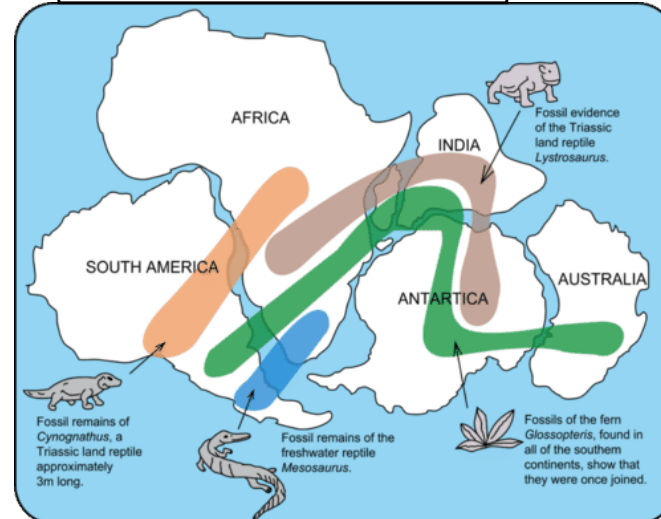 AFRICA
INDIA
Fossil evidence
of the Triassic
land reptile
Lystrosaurus.
SOUTH AMERICA
ANTARTICA
AUSTRALIA
Fossil remains of
Cynognathus, a
Triassic land reptile
approximately
3m long.
Fossil remains of the
freshwater reptile
Mesosaurus.
Fossils of the fern
Glossopteris, found in
all of the southern
continents, show that
they were once joined.